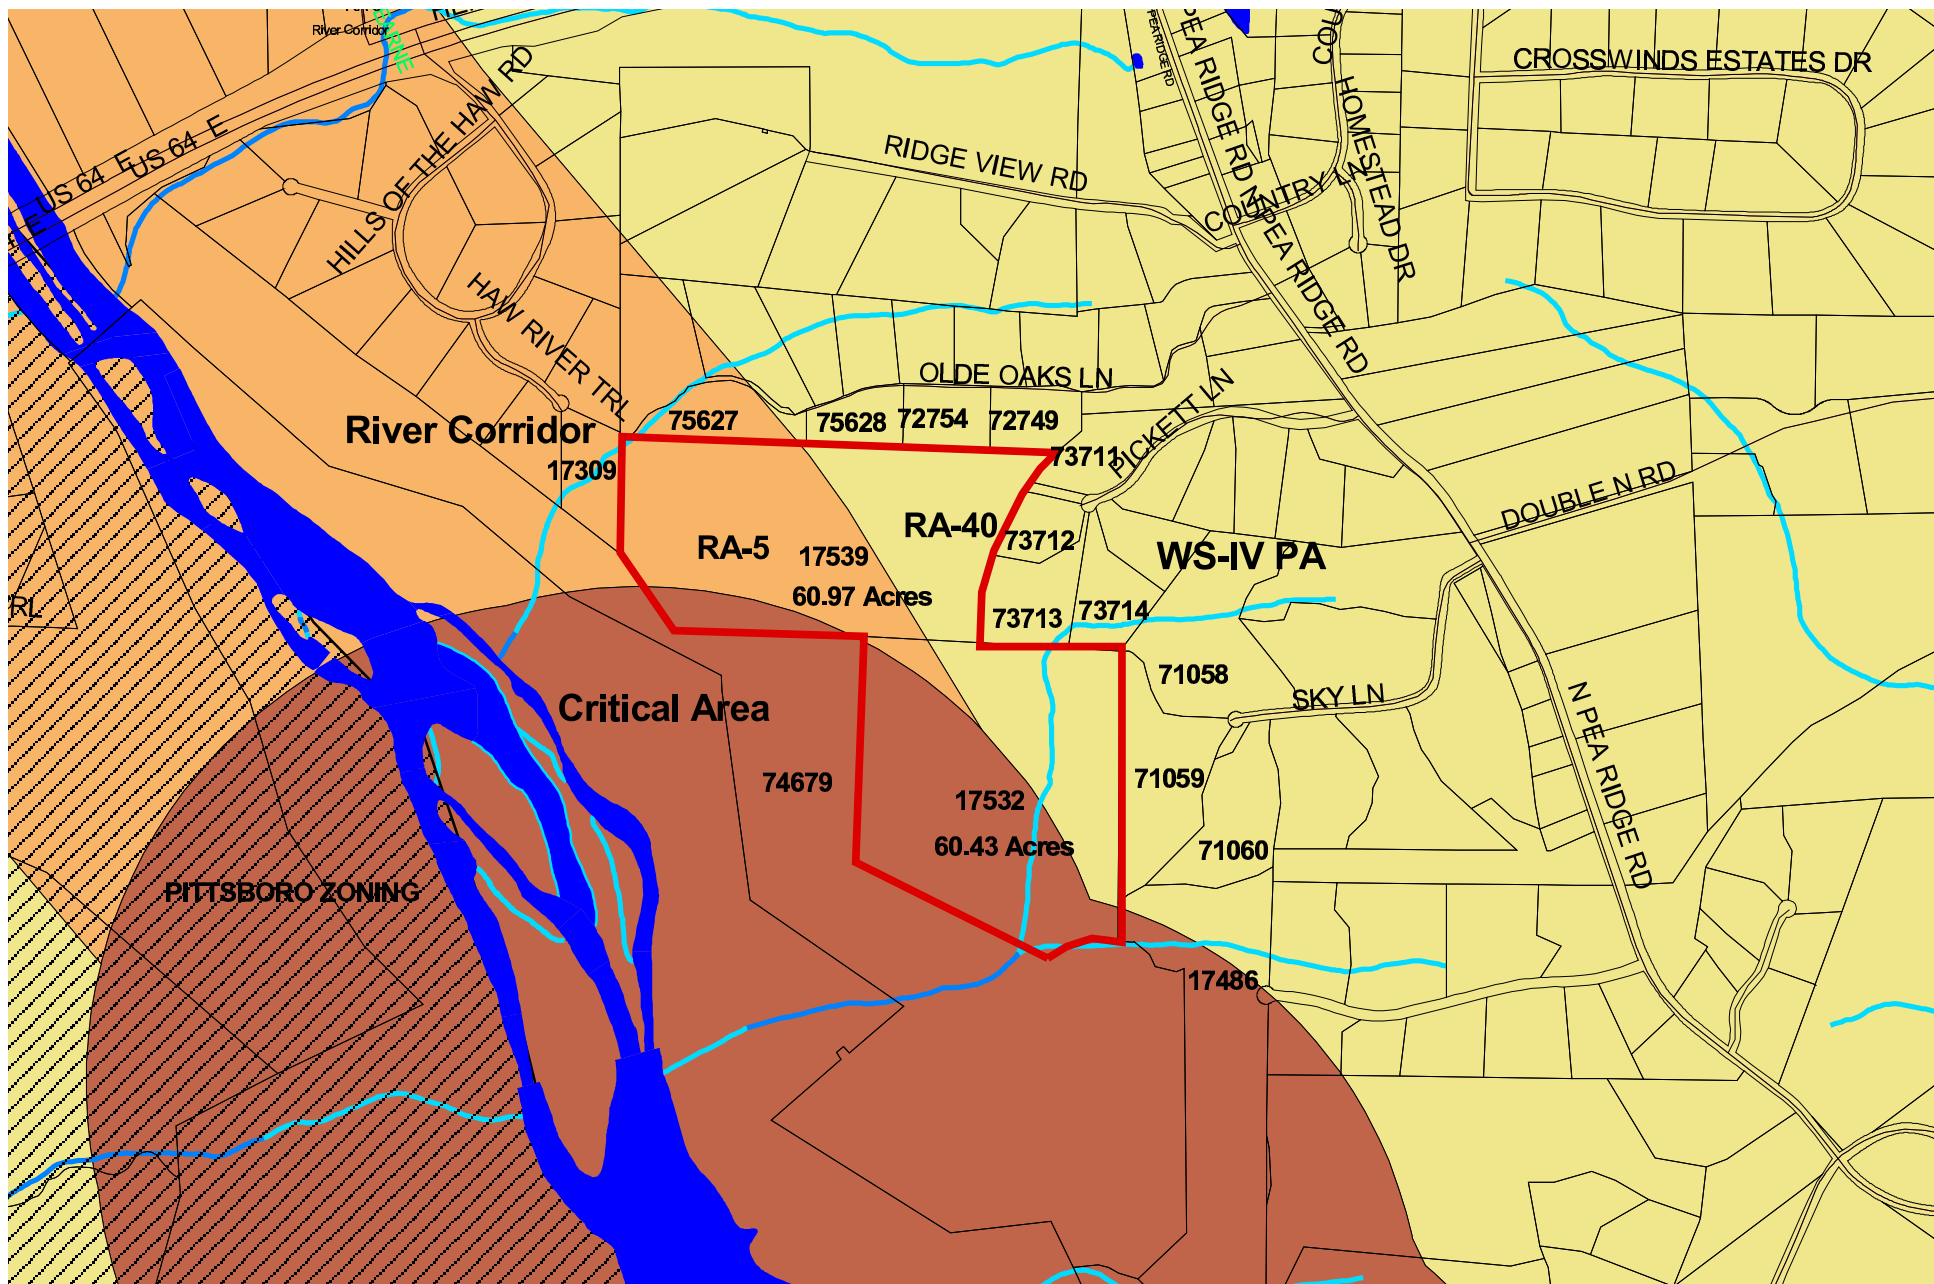 River Corridor
HILLS OF THE HAW RD
PEA RIDGE RD
PEA RIDGE RD
CROSSWINDS ESTATES DR
HOMESTEAD DR
US 64 E
US 64 E
E
RIDGE VIEW RD
COUNTRY LN
N PEA RIDGE RD
HAW RIVER TRL
OLDE OAKS LN
PICKETT LN
River Corridor
75627
75628
72754
72749
17309
73711
DOUBLE N RD
RA-5
17539
60.97 Acres
RA-40
73712
WS-IV PA
73713
73714
71058
SKY LN
N PEA RIDGE RD
Critical Area
74679
17532
60.43 Acres
71059
71060
PITTSBORO ZONING
17486